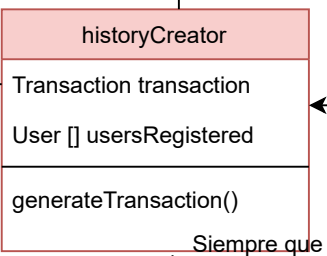 historyCreator
Transaction transaction
User [] usersRegistered
generateTransaction()
Siempre que